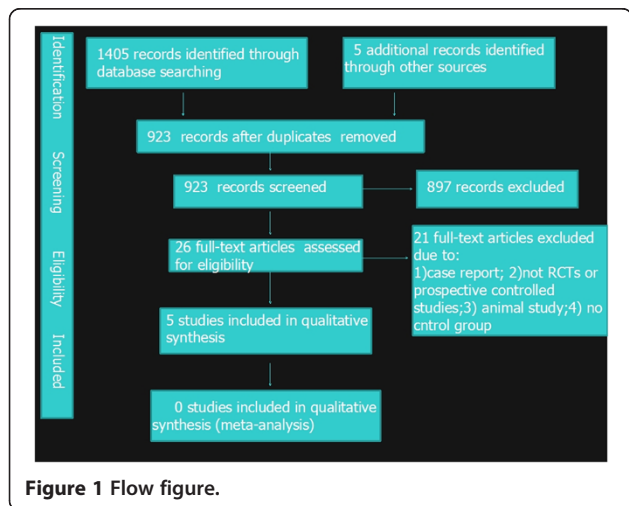 Identification
Screening
Eligibility
Included
1405 records identified through
database searching
5 additional records identified
through other sources
923 records after duplicates removed
923 records screened
897 records excluded
26 full-text articles assessed
for eligibility
21 full-text articles excluded
due to:
1)case report; 2)not RCTs or
prospective controlled
studies;3) animal study;4) no
cntrol group
5 studies included in qualitative
synthesis
0 studies included in qualitative
synthesis (meta-analysis)
Figure 1 Flow figure.